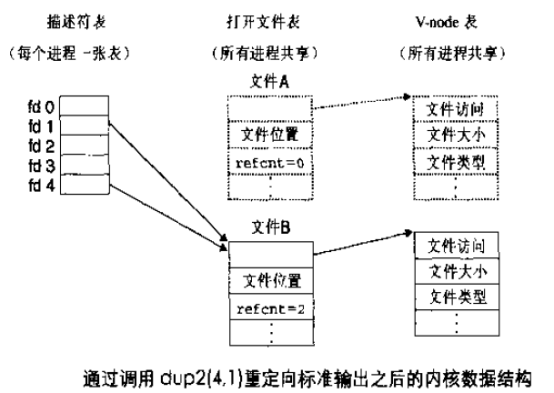 描述符表 打开文件表 V-node 表
（每个进程一张表） （所有进程共享） （所有进程共享）
文件A
fd 0
fd 1
fd 2
fd 3
fd 4
文件位置
refcnt=0
⋮
文件访问
文件大小
文件类型
⋮
文件B
文件位置
refcnt=2
⋮
文件访问
文件大小
文件类型
⋮
通过调用 dup2(4,1)重定向标准输出之后的内核数据结构